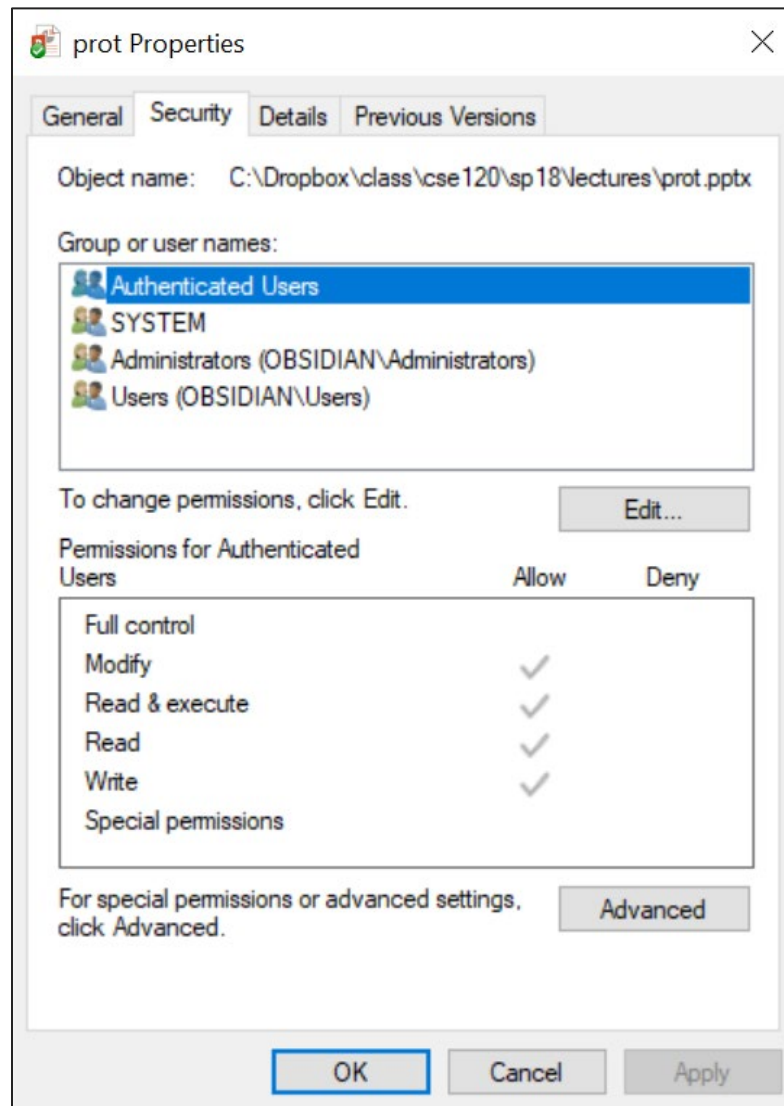 prot Properties
General Security Details Previous Versions
Object name: C:\Dropbox\class\cse120\sp18\lectures\prot.pptx
Group or user names:
Authenticated Users
SYSTEM
Administrators (OBSIDIAN\Administrators)
Users (OBSIDIAN\Users)
To change permissions, click Edit.
Edit...
Permissions for Authenticated
Users Allow Deny
Full control
Modify
Read & execute
Read
Write
Special permissions
For special permissions or advanced settings,
click Advanced.
Advanced
OK Cancel Apply